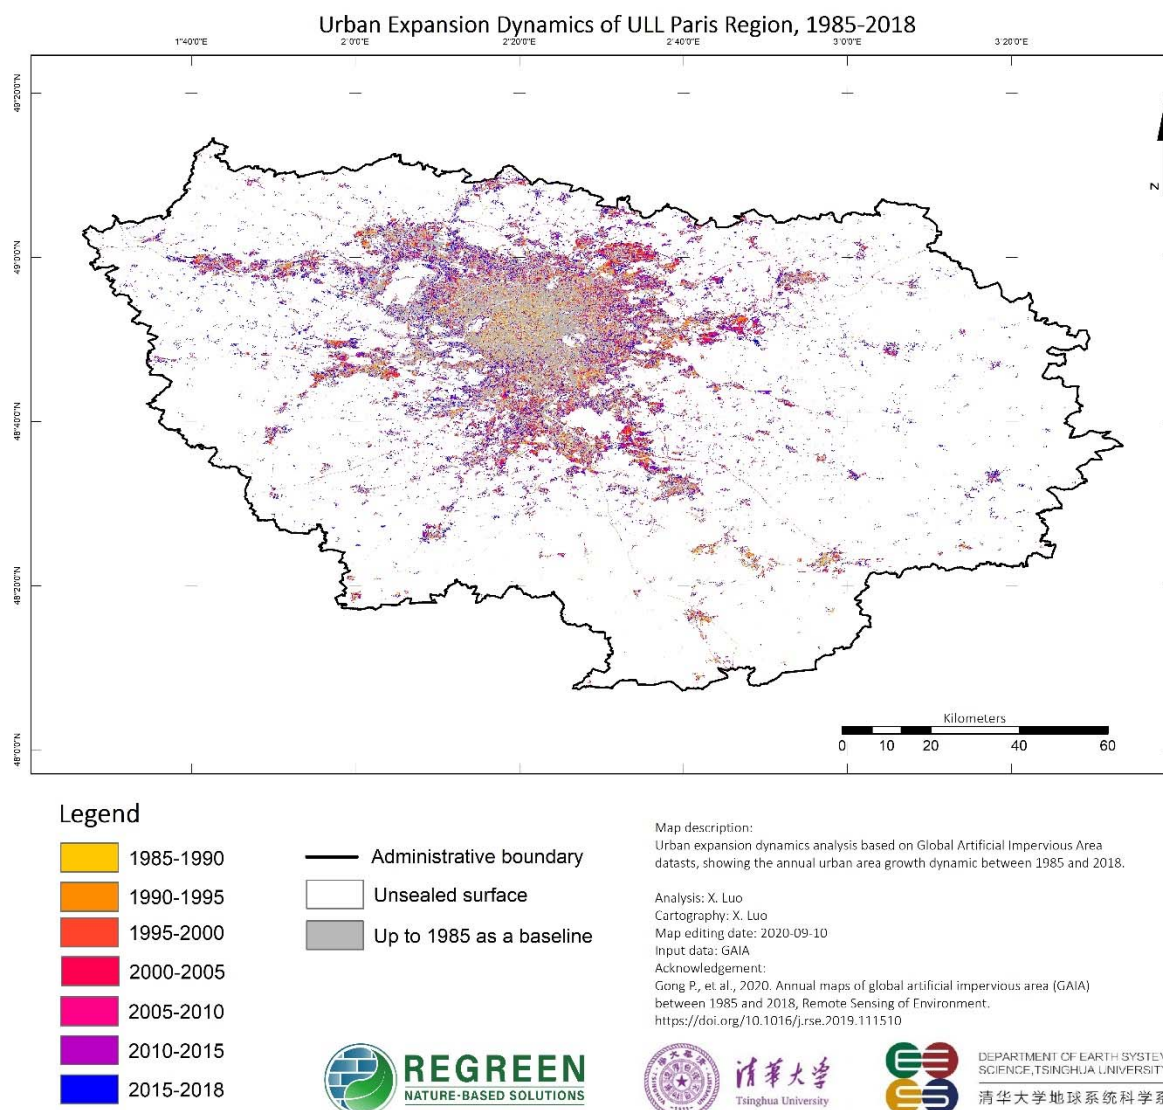 Urban Expansion Dynamics of ULL Paris Region, 1985-2018
1°40'0"E 2°0'0"E 2°20'0"E 2°40'0"E 3°0'0"E 3°20'0"E
49°20'0"N
49°0'0"N
48°40'0"N
48°20'0"N
48°0'0"N
N
Kilometers
0 10 20 40 60
Legend
1985-1990
1990-1995
1995-2000
2000-2005
2005-2010
2010-2015
2015-2018
Administrative boundary
Unsealed surface
Up to 1985 as a baseline
Map description:
Urban expansion dynamics analysis based on Global Artificial Impervious Area
datasts, showing the annual urban area growth dynamic between 1985 and 2018.
Analysis: X. Luo
Cartography: X. Luo
Map editing date: 2020-09-10
Input data: GAIA
Acknowledgement:
Gong P., et al., 2020. Annual maps of global artificial impervious area (GAIA)
between 1985 and 2018, Remote Sensing of Environment.
https://doi.org/10.1016/j.rse.2019.111510
REGREEN
NATURE-BASED SOLUTIONS
清華大学
Tsinghua University
DEPARTMENT OF EARTH SYSTEM
SCIENCE,TSINGHUA UNIVERSITY
清华大学地球系统科学系